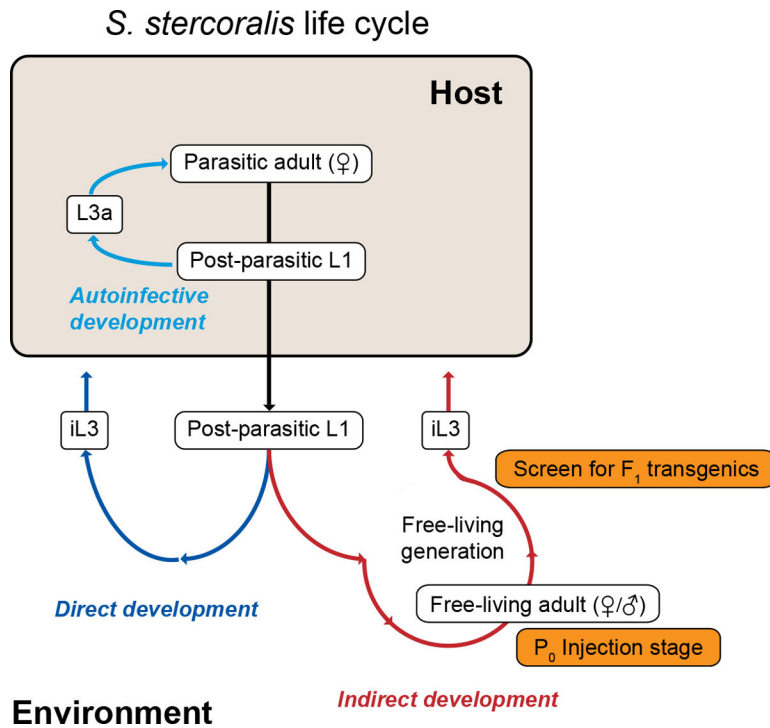 S. stercoralis life cycle
Host
Parasitic adult (♀)
L3a
Post-parasitic L1
Autoinfective
development
iL3
Post-parasitic L1
iL3
Screen for F₁ transgenics
Free-living
generation
Direct development
Free-living adult (♀/♂)
P₀ Injection stage
Indirect development
Environment